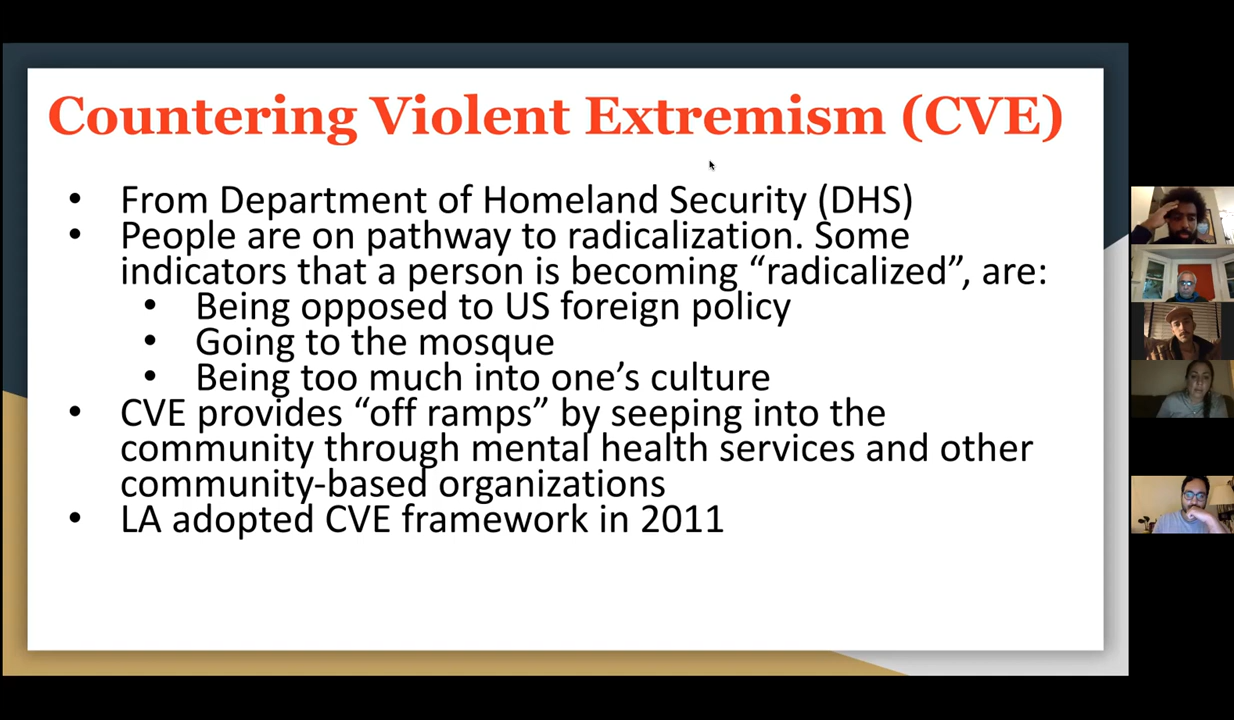 Countering Violent Extremism (CVE)
• From Department of Homeland Security (DHS)
• People are on pathway to radicalization. Some
indicators that a person is becoming “radicalized”, are:
• Being opposed to US foreign policy
• Going to the mosque
• Being too much into one’s culture
• CVE provides “off ramps” by seeping into the
community through mental health services and other
community-based organizations
• LA adopted CVE framework in 2011